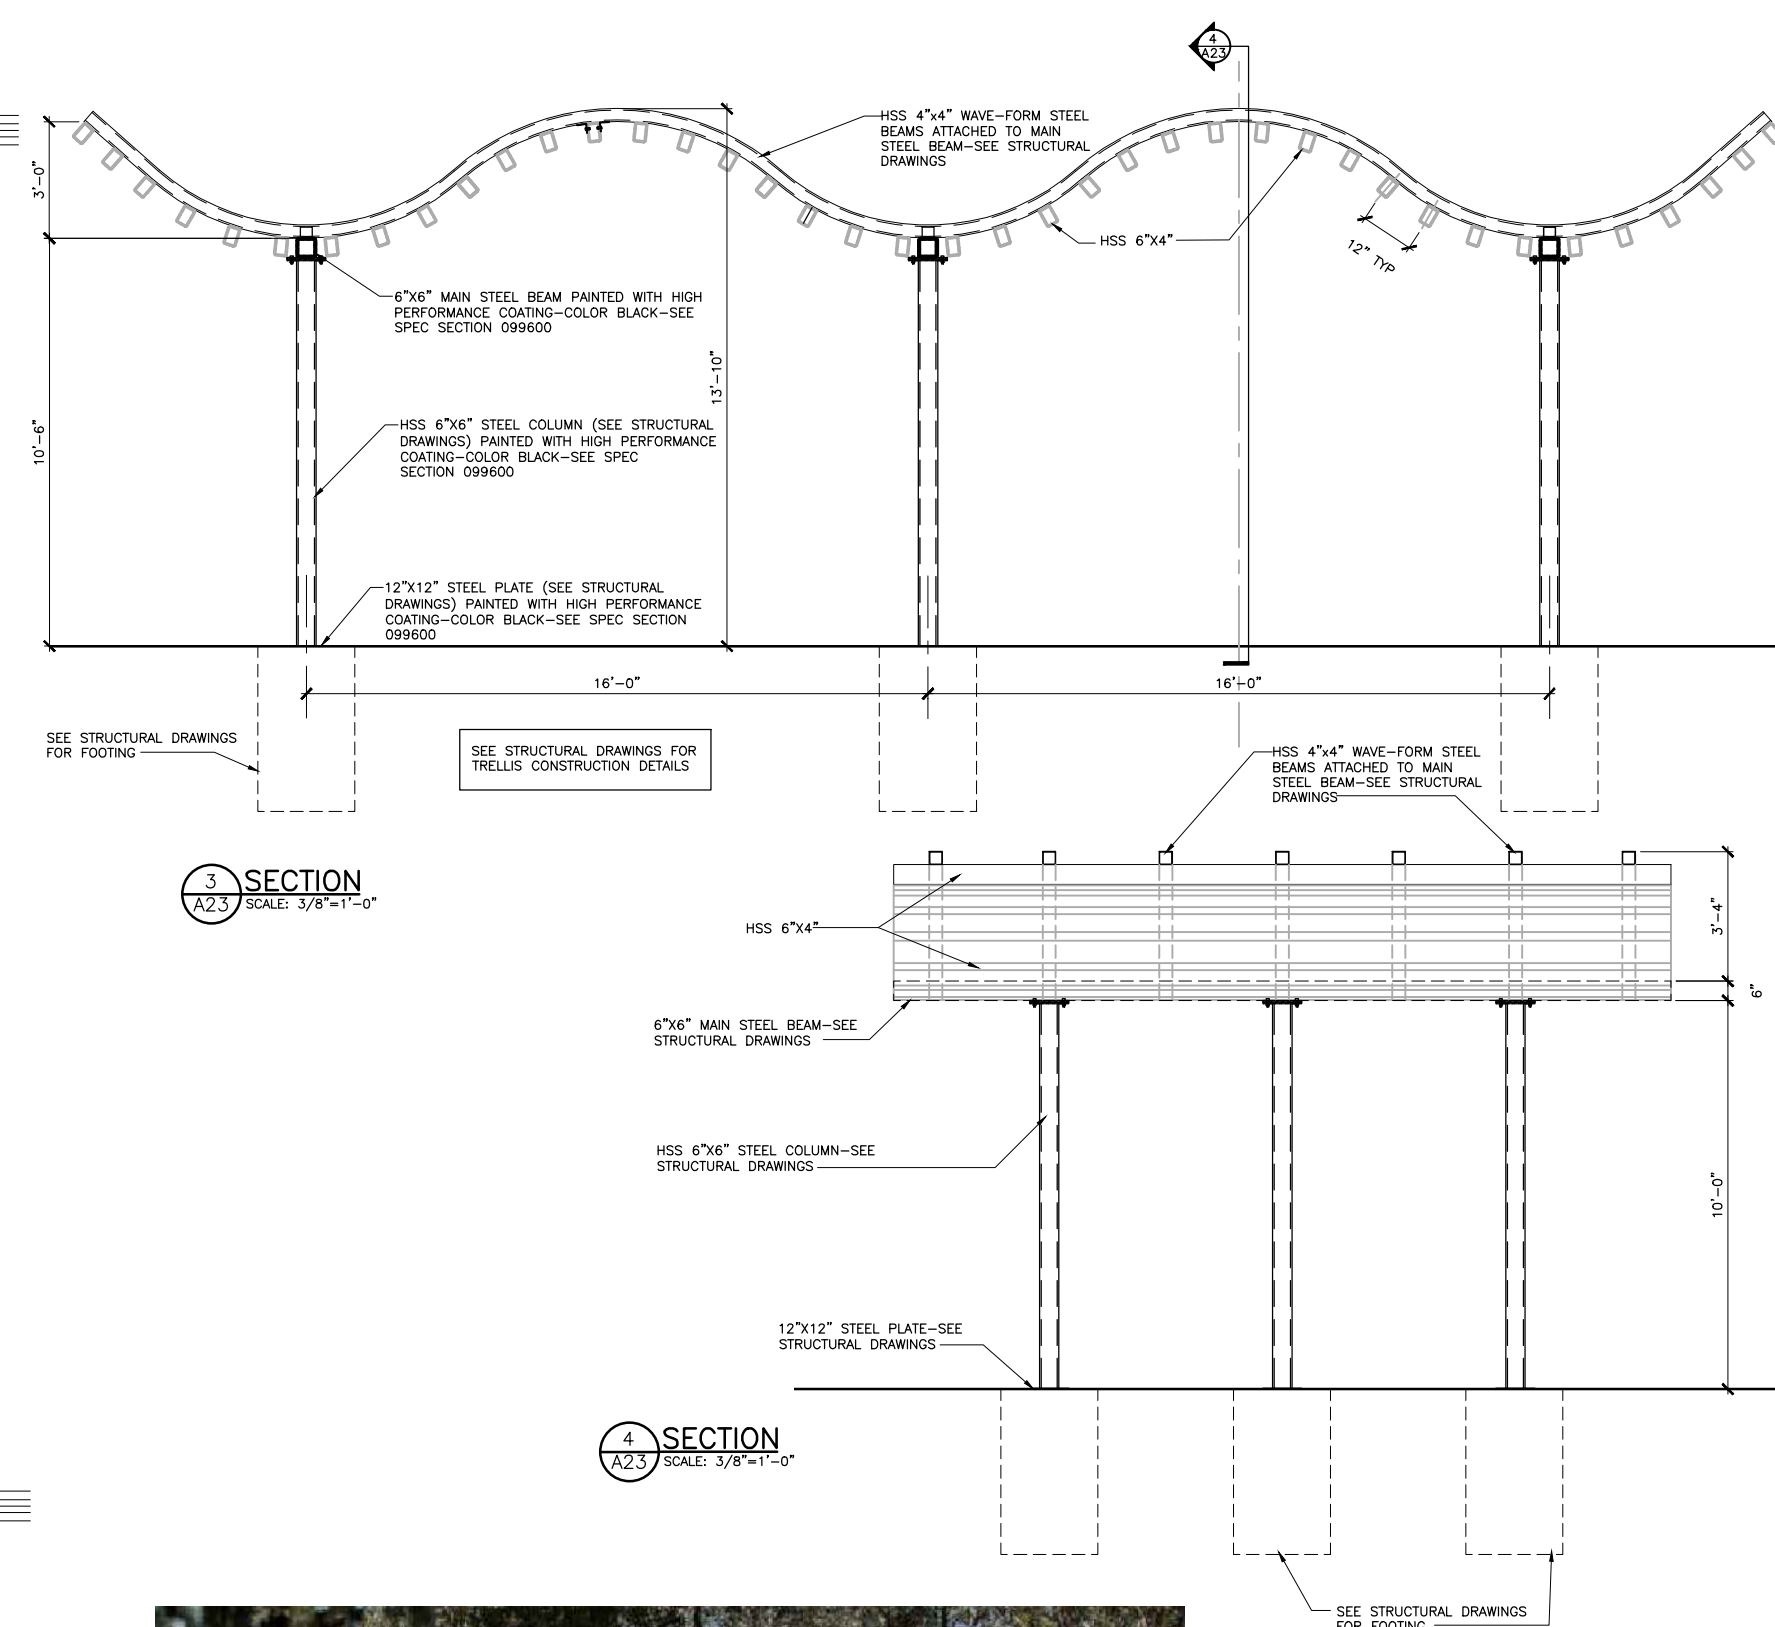 4
A23
HSS 4"x4" WAVE-FORM STEEL
BEAMS ATTACHED TO MAIN
STEEL BEAM-SEE STRUCTURAL
DRAWINGS
3'-0"
HSS 6"X4"
12" TYP
6"X6" MAIN STEEL BEAM PAINTED WITH HIGH
PERFORMANCE COATING-COLOR BLACK-SEE
SPEC SECTION 099600
13'-10"
10'-6"
HSS 6"X6" STEEL COLUMN (SEE STRUCTURAL
DRAWINGS) PAINTED WITH HIGH PERFORMANCE
COATING-COLOR BLACK-SEE SPEC
SECTION 099600
12"X12" STEEL PLATE (SEE STRUCTURAL
DRAWINGS) PAINTED WITH HIGH PERFORMANCE
COATING-COLOR BLACK-SEE SPEC SECTION
099600
16'-0"
16'-0"
SEE STRUCTURAL DRAWINGS
FOR FOOTING
SEE STRUCTURAL DRAWINGS FOR
TRELLIS CONSTRUCTION DETAILS
3
A23
SECTION
SCALE: 3/8"=1'-0"
HSS 4"x4" WAVE-FORM STEEL
BEAMS ATTACHED TO MAIN
STEEL BEAM-SEE STRUCTURAL
DRAWINGS
HSS 6"X4"
3'-4"
6"
6"X6" MAIN STEEL BEAM-SEE
STRUCTURAL DRAWINGS
HSS 6"X6" STEEL COLUMN-SEE
STRUCTURAL DRAWINGS
10'-0"
12"X12" STEEL PLATE-SEE
STRUCTURAL DRAWINGS
4
A23
SECTION
SCALE: 3/8"=1'-0"
SEE STRUCTURAL DRAWINGS
FOR FOOTING